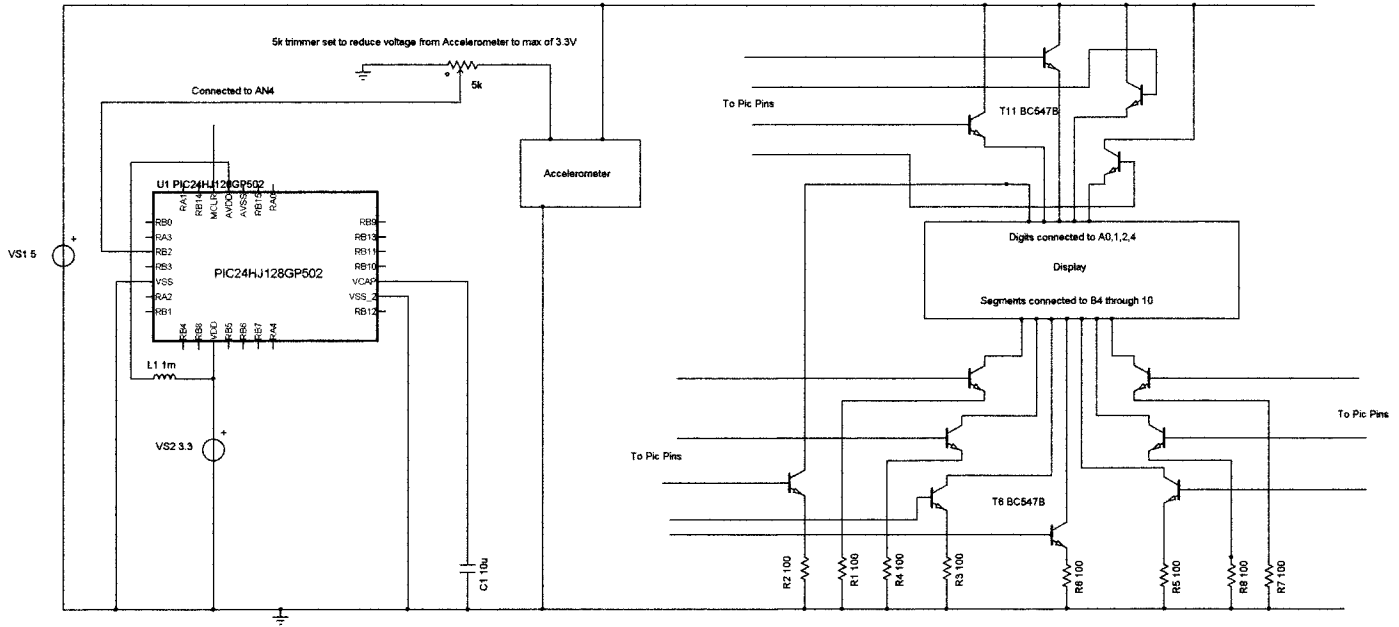 5k trimmer set to reduce voltage from Accelerometer to max of 3.3V
5k
Connected to AN4
To Pic Pins
T11 BC547B
Accelerometer
U1 PIC24HJ128GP502
RA1
RB14
MCLR
AVDD
AVSS
RB15
RA0
RB0
RA3
RB2
RB3
VSS
RA2
RB1
PIC24HJ128GP502
RB9
RB13
RB11
RB10
VCAP
VSS_2
RB12
RB4
RB8
VDD
RB5
RB6
RB7
RA4
VS1 5
+
Digits connected to A0,1,2,4
Display
Segments connected to B4 through 10
L1 1m
VS2 3.3
+
To Pic Pins
To Pic Pins
T6 BC547B
C1 10u
R2 100
R1 100
R4 100
R3 100
R6 100
R5 100
R8 100
R7 100